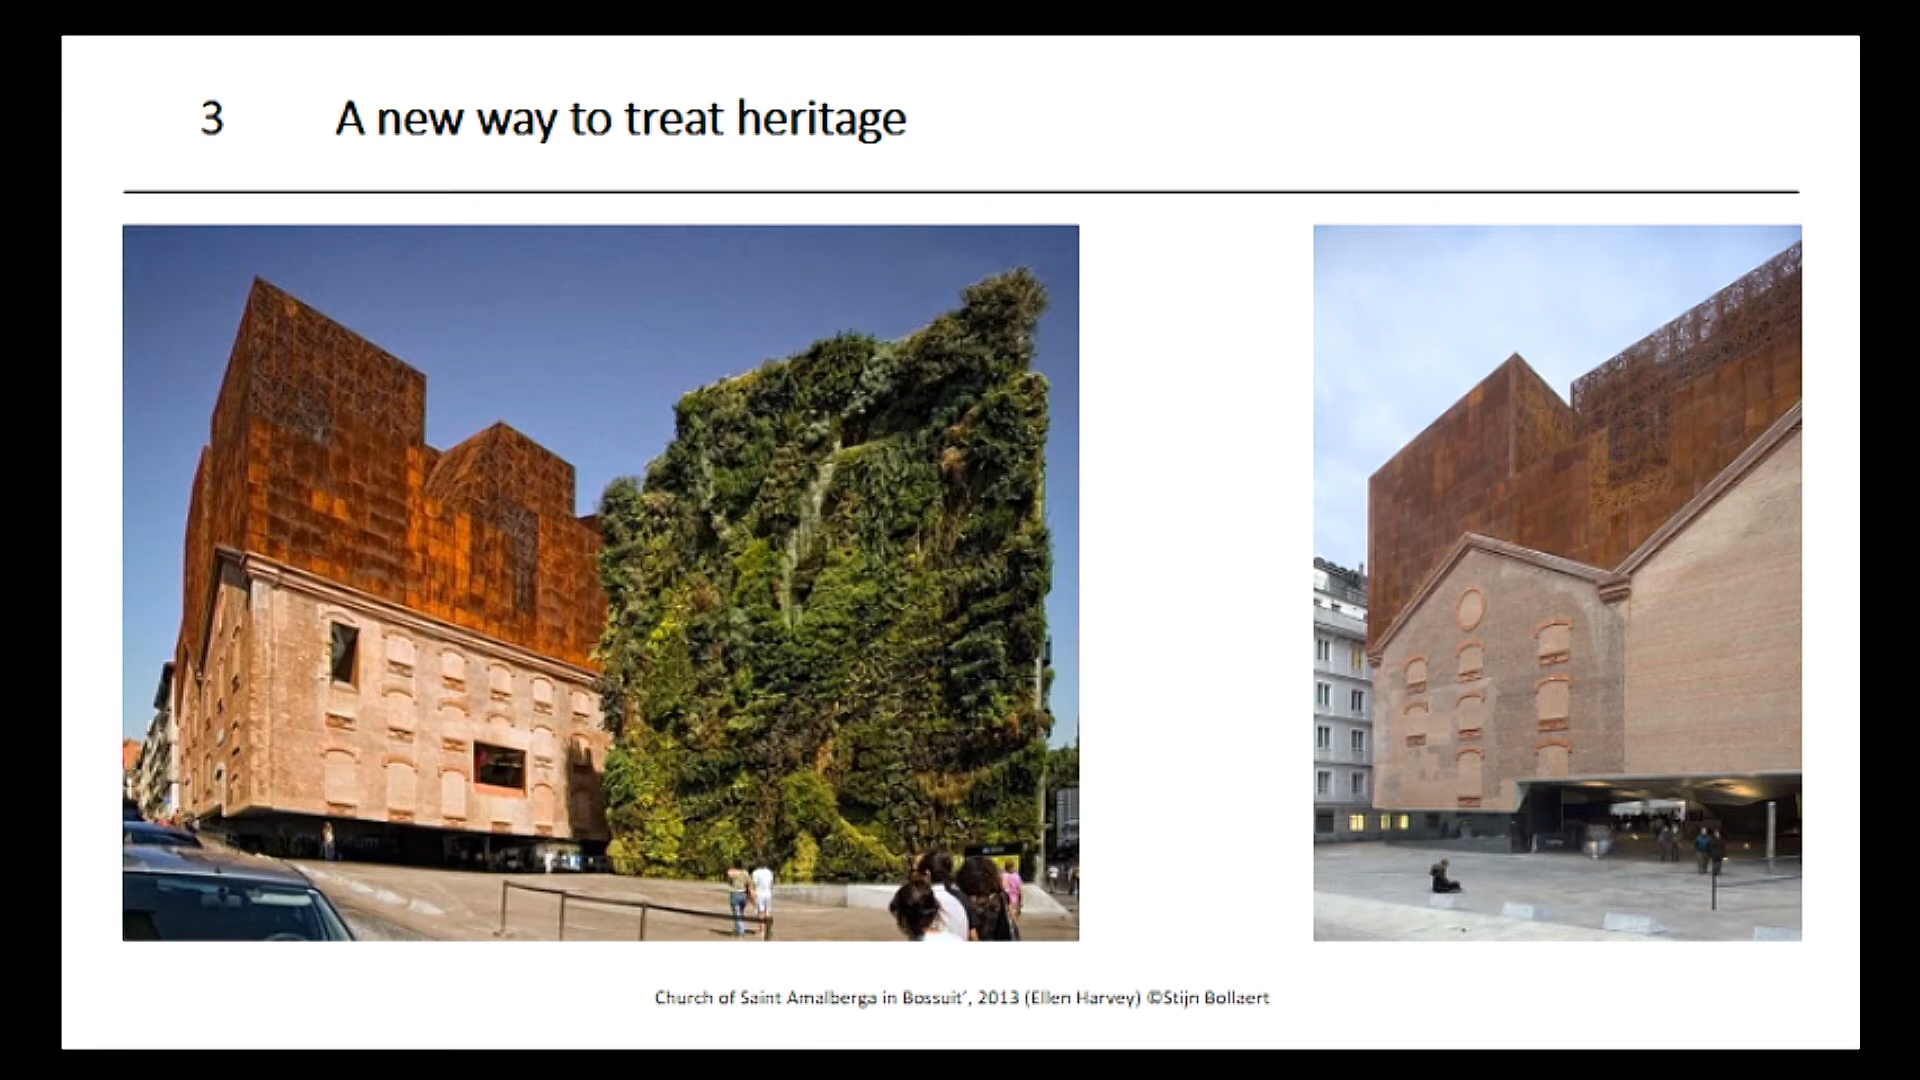 3 A new way to treat heritage
Church of Saint Amalberga in Bossuit’, 2013 (Ellen Harvey) ©Stijn Bollaert